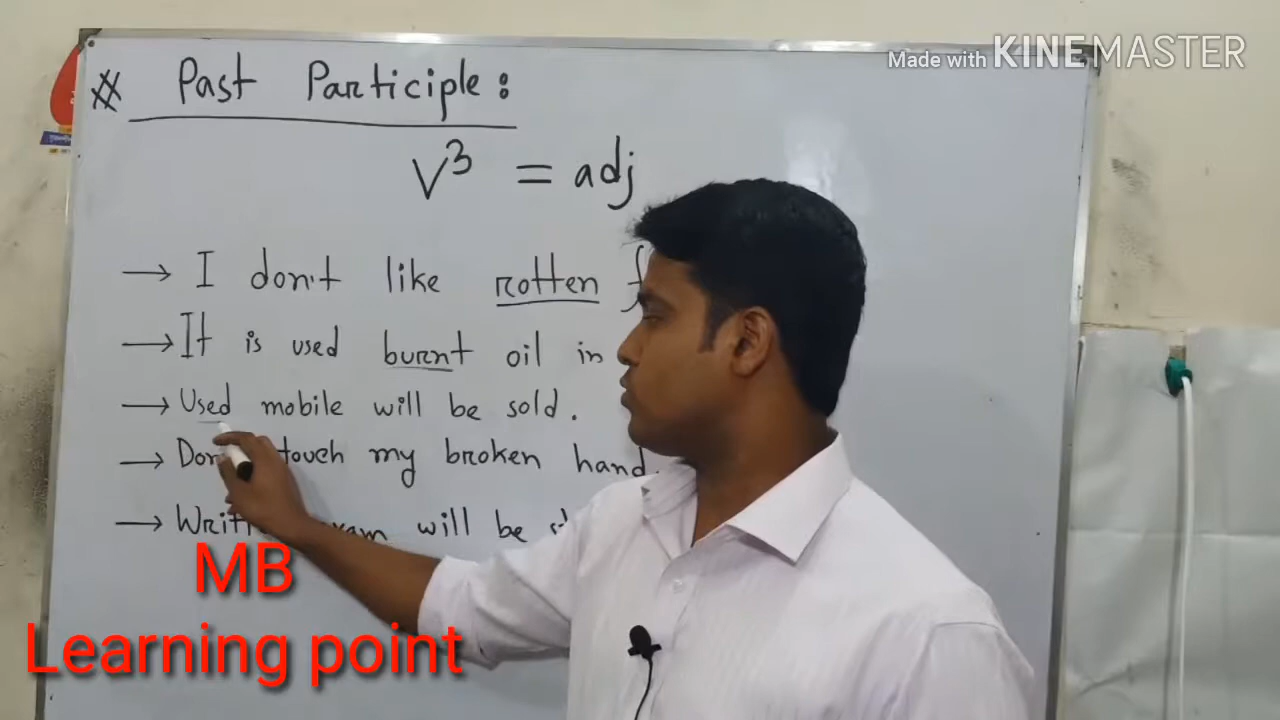 Made with KINEMASTER
※ Past Participle:
V³ = adj
→ I don't like rotten
→ It is used burnt oil in
→ Used mobile will be sold.
→ touch my broken hand.
→ will be
MB
Learning point